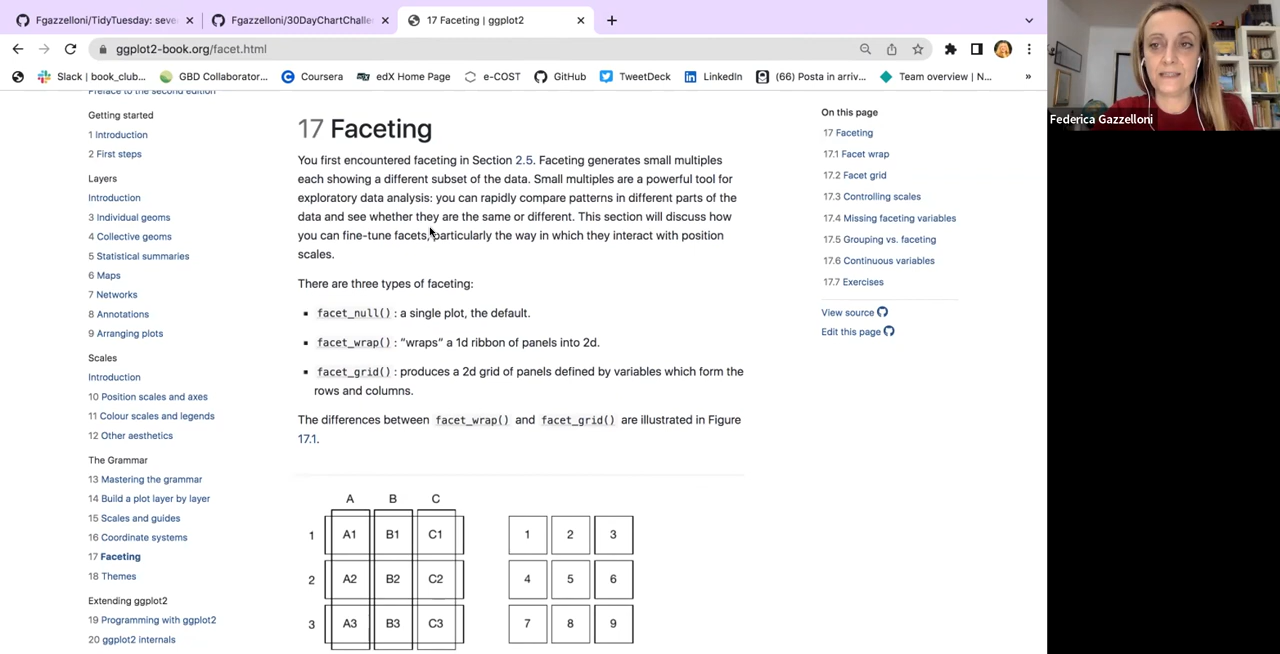 Fgazzelloni/TidyTuesday: seve
Fgazzelloni/30DayChartChalle
17 Faceting | ggplot2
ggplot2-book.org/facet.html
Slack | book_club...
GBD Collaborator...
Coursera
edX Home Page
e-COST
GitHub
TweetDeck
LinkedIn
(66) Posta in arriv...
Team overview | N...
»
Preface to the second edition
Getting started
1 Introduction
2 First steps
Layers
Introduction
3 Individual geoms
4 Collective geoms
5 Statistical summaries
6 Maps
7 Networks
8 Annotations
9 Arranging plots
Scales
Introduction
10 Position scales and axes
11 Colour scales and legends
12 Other aesthetics
The Grammar
13 Mastering the grammar
14 Build a plot layer by layer
15 Scales and guides
16 Coordinate systems
17 Faceting
18 Themes
Extending ggplot2
19 Programming with ggplot2
20 ggplot2 internals
17 Faceting
You first encountered faceting in Section 2.5. Faceting generates small multiples
each showing a different subset of the data. Small multiples are a powerful tool for
exploratory data analysis: you can rapidly compare patterns in different parts of the
data and see whether they are the same or different. This section will discuss how
you can fine-tune facets, particularly the way in which they interact with position
scales.
There are three types of faceting:
▪ facet_null() : a single plot, the default.
▪ facet_wrap() : “wraps” a 1d ribbon of panels into 2d.
▪ facet_grid() : produces a 2d grid of panels defined by variables which form the
rows and columns.
The differences between facet_wrap() and facet_grid() are illustrated in Figure
17.1.
A B C
1 A1 B1 C1 1 2 3
2 A2 B2 C2 4 5 6
3 A3 B3 C3 7 8 9
On this page
17 Faceting
17.1 Facet wrap
17.2 Facet grid
17.3 Controlling scales
17.4 Missing faceting variables
17.5 Grouping vs. faceting
17.6 Continuous variables
17.7 Exercises
View source
Edit this page
Federica Gazzelloni